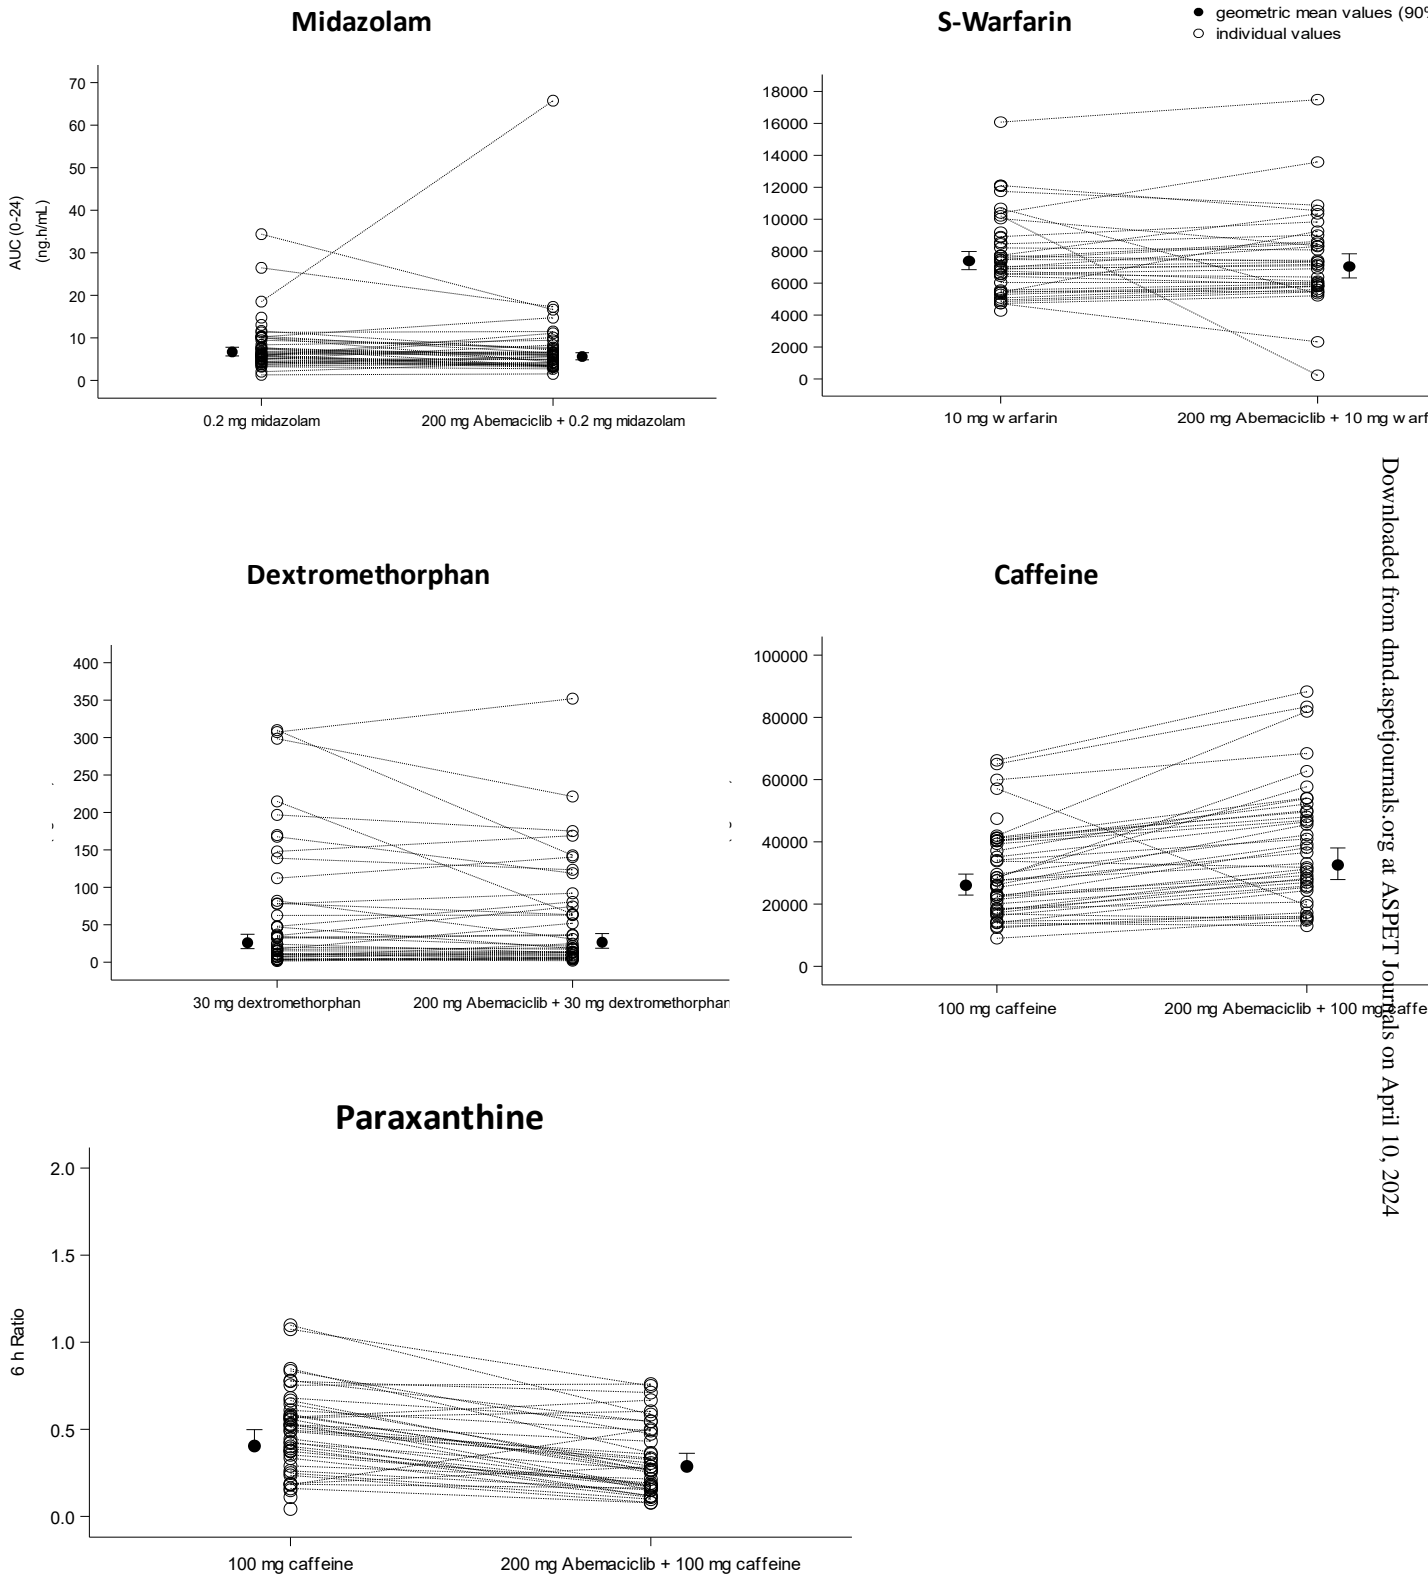 Midazolam
S-Warfarin
geometric mean values (90%
individual values
AUC (0-24)
(ng.h/mL)
70
60
50
40
30
20
10
0
0.2 mg midazolam
200 mg Abemaciclib + 0.2 mg midazolam
18000
16000
14000
12000
10000
8000
6000
4000
2000
0
10 mg warfarin
200 mg Abemaciclib + 10 mg warf
Dextromethorphan
Caffeine
400
350
300
250
200
150
100
50
0
30 mg dextromethorphan
200 mg Abemaciclib + 30 mg dextromethorphan
100000
80000
60000
40000
20000
0
100 mg caffeine
200 mg Abemaciclib + 100 mg caffe
Paraxanthine
6 h Ratio
2.0
1.5
1.0
0.5
0.0
100 mg caffeine
200 mg Abemaciclib + 100 mg caffeine
Downloaded from dmd.aspetjournals.org at ASPET Journals on April 10, 2024